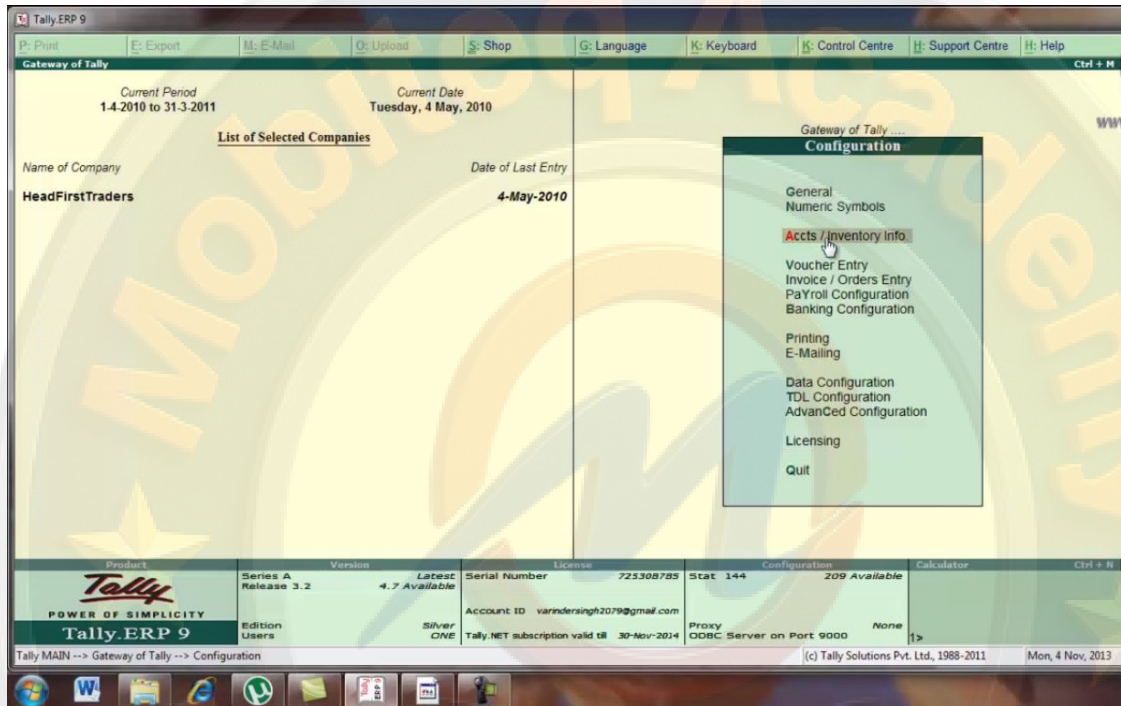 Tally.ERP 9
P: Print E: Export M: E-Mail O: Upload S: Shop G: Language K: Keyboard K: Control Centre H: Support Centre H: Help
Gateway of Tally Ctrl + M
Current Period Current Date
1-4-2010 to 31-3-2011 Tuesday, 4 May, 2010
List of Selected Companies
Name of Company Date of Last Entry
HeadFirstTraders 4-May-2010
www
Gateway of Tally ....
Configuration
General
Numeric Symbols
Accts / Inventory Info.
Voucher Entry
Invoice / Orders Entry
PaYroll Configuration
Banking Configuration
Printing
E-Mailing
Data Configuration
TDL Configuration
AdvanCed Configuration
Licensing
Quit
Mobiteq Academy
Product Version License Configuration Calculator Ctrl + N
Tally
POWER OF SIMPLICITY
Tally.ERP 9
Series A Latest
Release 3.2 4.7 Available
Edition Silver
Users ONE
Serial Number 725308785
Account ID varindersingh2079@gmail.com
Tally.NET subscription valid till 30-Nov-2014
Stat 144 209 Available
Proxy None
ODBC Server on Port 9000
1>
Tally MAIN --> Gateway of Tally --> Configuration (c) Tally Solutions Pvt. Ltd., 1988-2011 Mon, 4 Nov, 2013